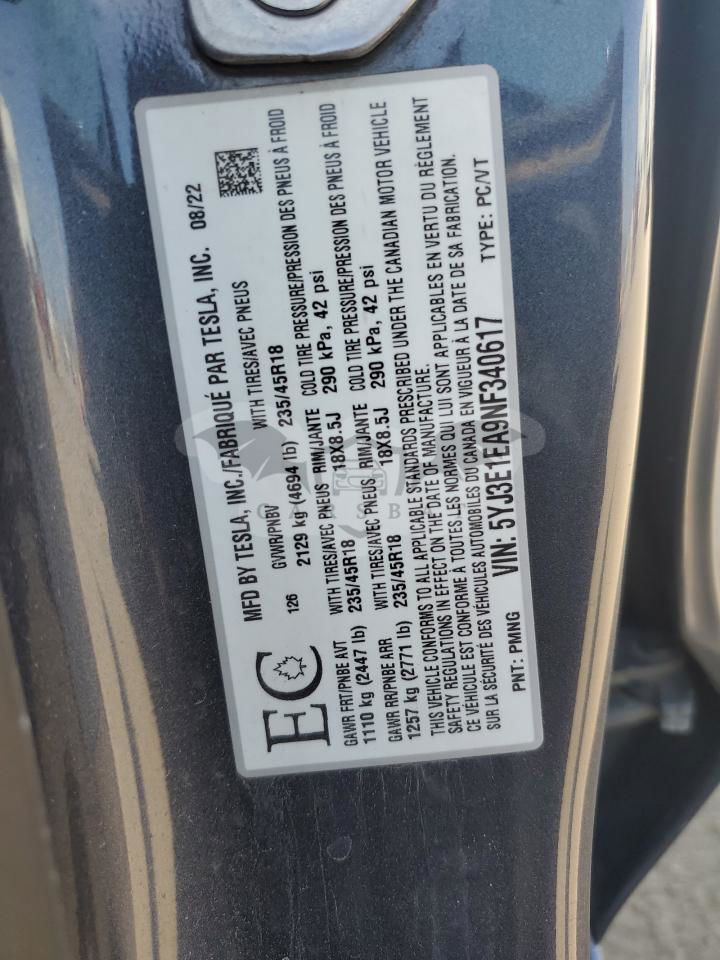 MFD BY TESLA, INC./FABRIQUÉ PAR TESLA, INC. 08/22
GVWR/PNBV WITH TIRES/AVEC PNEUS
126 2129 kg (4694 lb) 235/45R18
EC
GAWR FRT/PNBE AVT WITH TIRES/AVEC PNEUS RIM/JANTE COLD TIRE PRESSURE/PRESSION DES PNEUS À FROID
1110 kg (2447 lb) 235/45R18 18X8.5J 290 kPa, 42 psi
GAWR RR/PNBE ARR WITH TIRES/AVEC PNEUS RIM/JANTE COLD TIRE PRESSURE/PRESSION DES PNEUS À FROID
1257 kg (2771 lb) 235/45R18 18X8.5J 290 kPa, 42 psi
THIS VEHICLE CONFORMS TO ALL APPLICABLE STANDARDS PRESCRIBED UNDER THE CANADIAN MOTOR VEHICLE
SAFETY REGULATIONS IN EFFECT ON THE DATE OF MANUFACTURE.
CE VÉHICULE EST CONFORME À TOUTES LES NORMES QUI LUI SONT APPLICABLES EN VERTU DU RÈGLEMENT
SUR LA SÉCURITÉ DES VÉHICULES AUTOMOBILES DU CANADA EN VIGUEUR À LA DATE DE SA FABRICATION.
PNT: PMNG VIN: 5YJ3E1EA9NF340617 TYPE: PC/VT